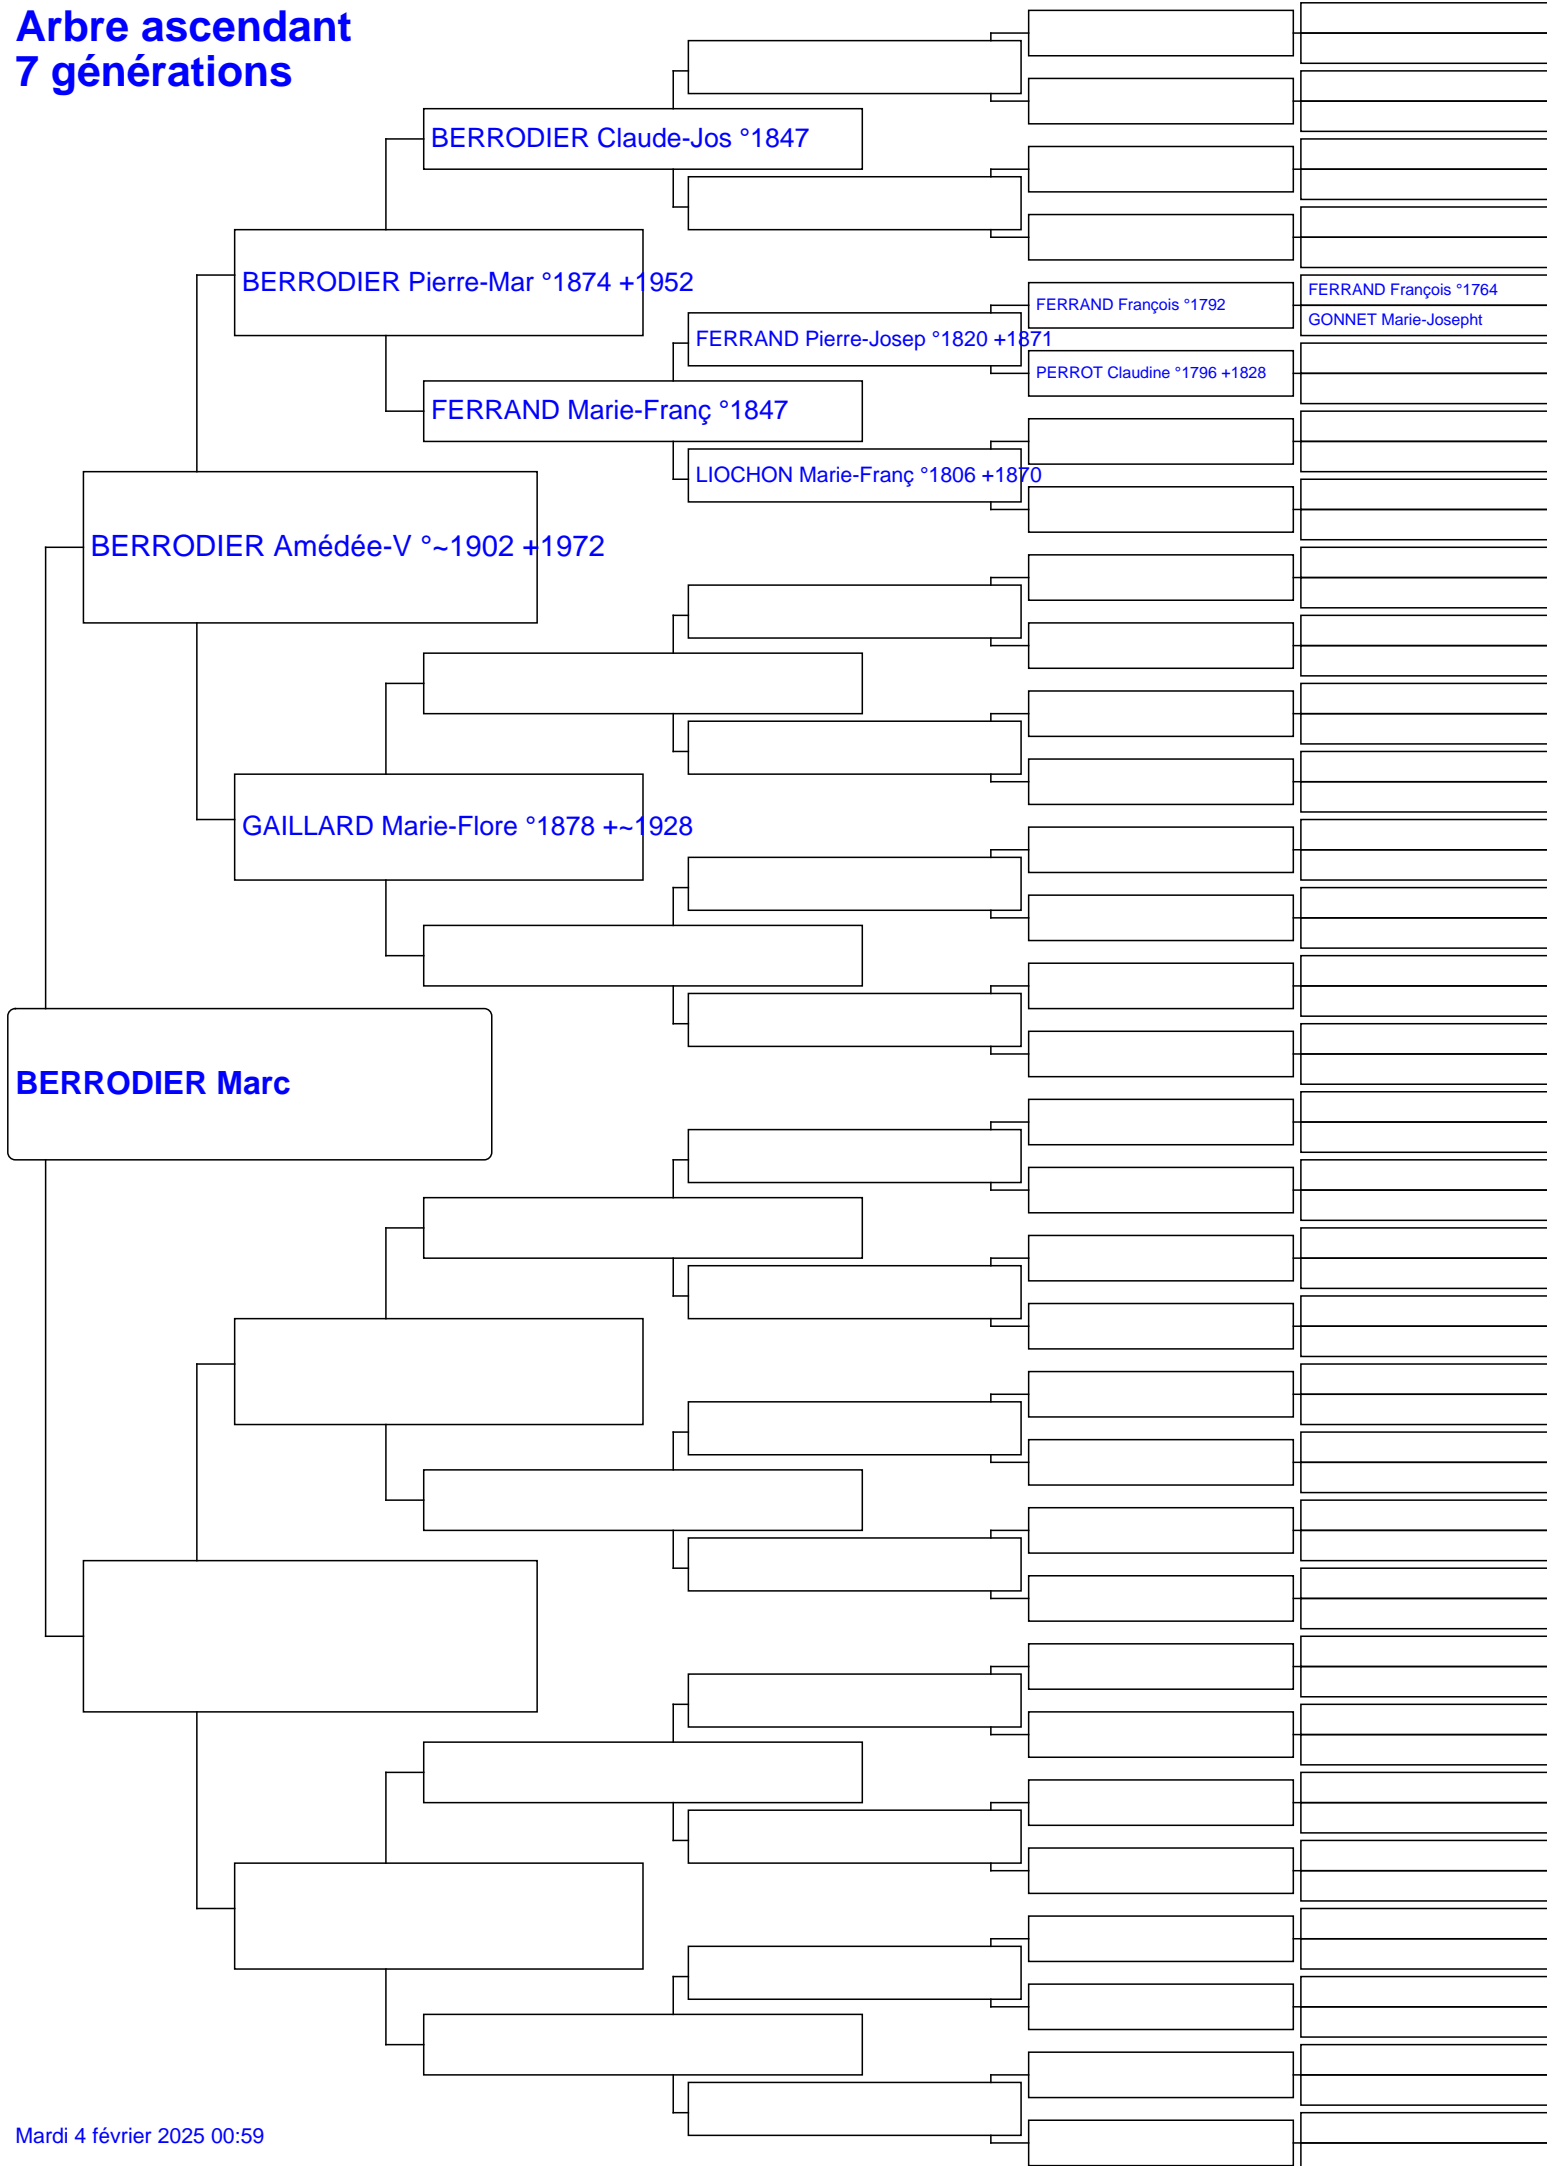 Arbre ascendant
7 générations
BERRODIER Claude-Jos °1847
BERRODIER Pierre-Mar °1874 +1952
FERRAND François °1764
FERRAND François °1792
GONNET Marie-Josepht
FERRAND Pierre-Josep °1820 +1871
PERROT Claudine °1796 +1828
FERRAND Marie-Franç °1847
LIOCHON Marie-Franç °1806 +1870
BERRODIER Amédée-V °~1902 +1972
GAILLARD Marie-Flore °1878 +~1928
BERRODIER Marc
Mardi 4 février 2025 00:59